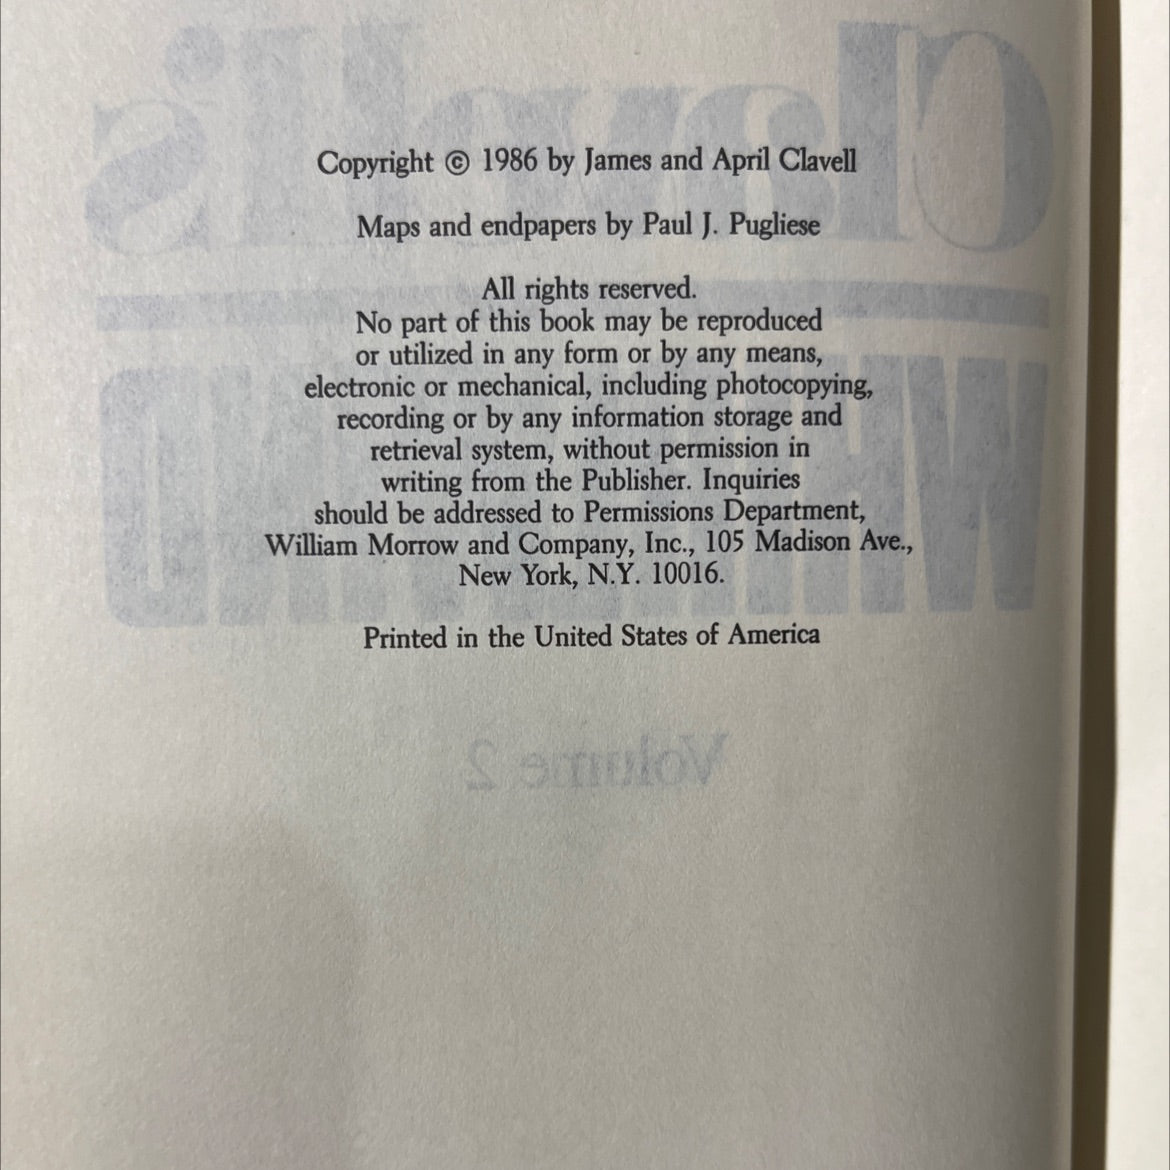 Copyright © 1986 by James and April Clavell
Maps and endpapers by Paul J. Pugliese
All rights reserved.
No part of this book may be reproduced
or utilized in any form or by any means,
electronic or mechanical, including photocopying,
recording or by any information storage and
retrieval system, without permission in
writing from the Publisher. Inquiries
should be addressed to Permissions Department,
William Morrow and Company, Inc., 105 Madison Ave.,
New York, N.Y. 10016.
Printed in the United States of America
Clavell's
WHIRLWIND
Volume 2